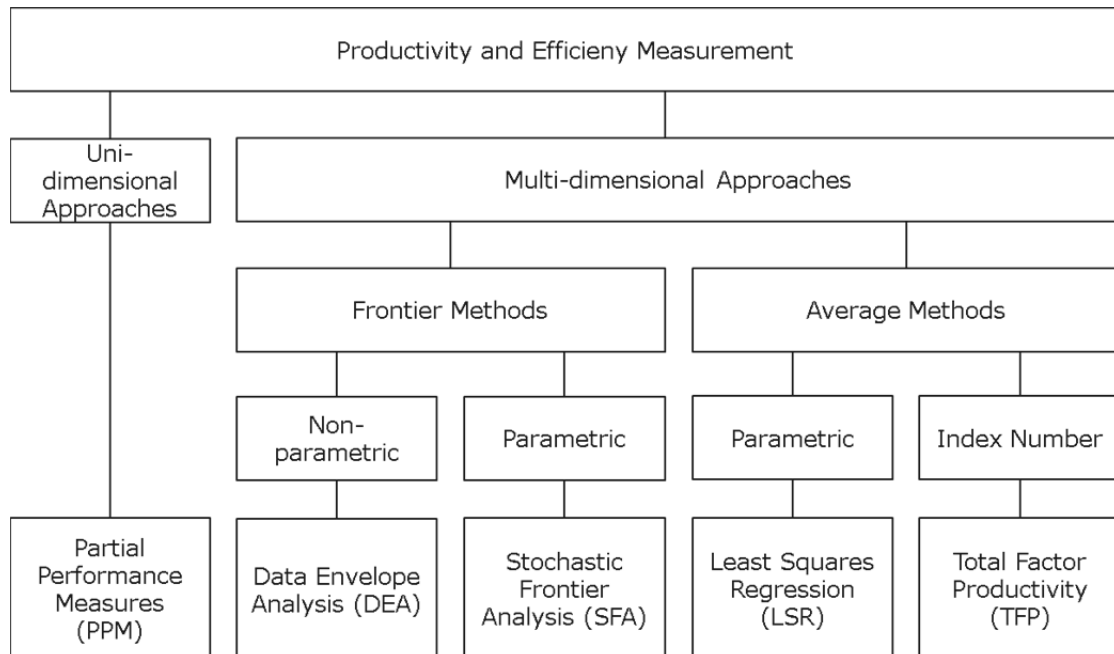 Productivity and Efficieny Measurement
Uni-
dimensional
Approaches
Multi-dimensional Approaches
Frontier Methods
Average Methods
Non-
parametric
Parametric
Parametric
Index Number
Partial
Performance
Measures
(PPM)
Data Envelope
Analysis (DEA)
Stochastic
Frontier
Analysis (SFA)
Least Squares
Regression
(LSR)
Total Factor
Productivity
(TFP)